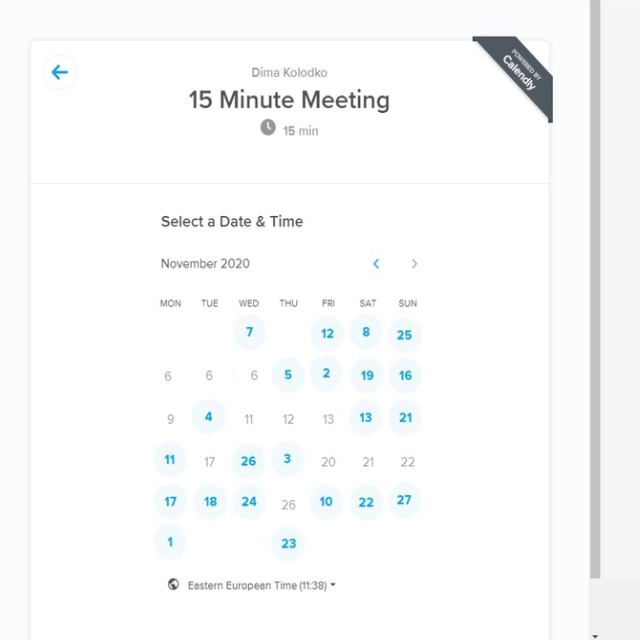 POWERED BY
Calendly
Dima Kolodko
15 Minute Meeting
15 min
Select a Date & Time
November 2020
MON TUE WED THU FRI SAT SUN
7 12 8 25
6 6 6 5 2 19 16
9 4 11 12 13 13 21
11 17 26 3 20 21 22
17 18 24 26 10 22 27
1 23
Eastern European Time (11:38)